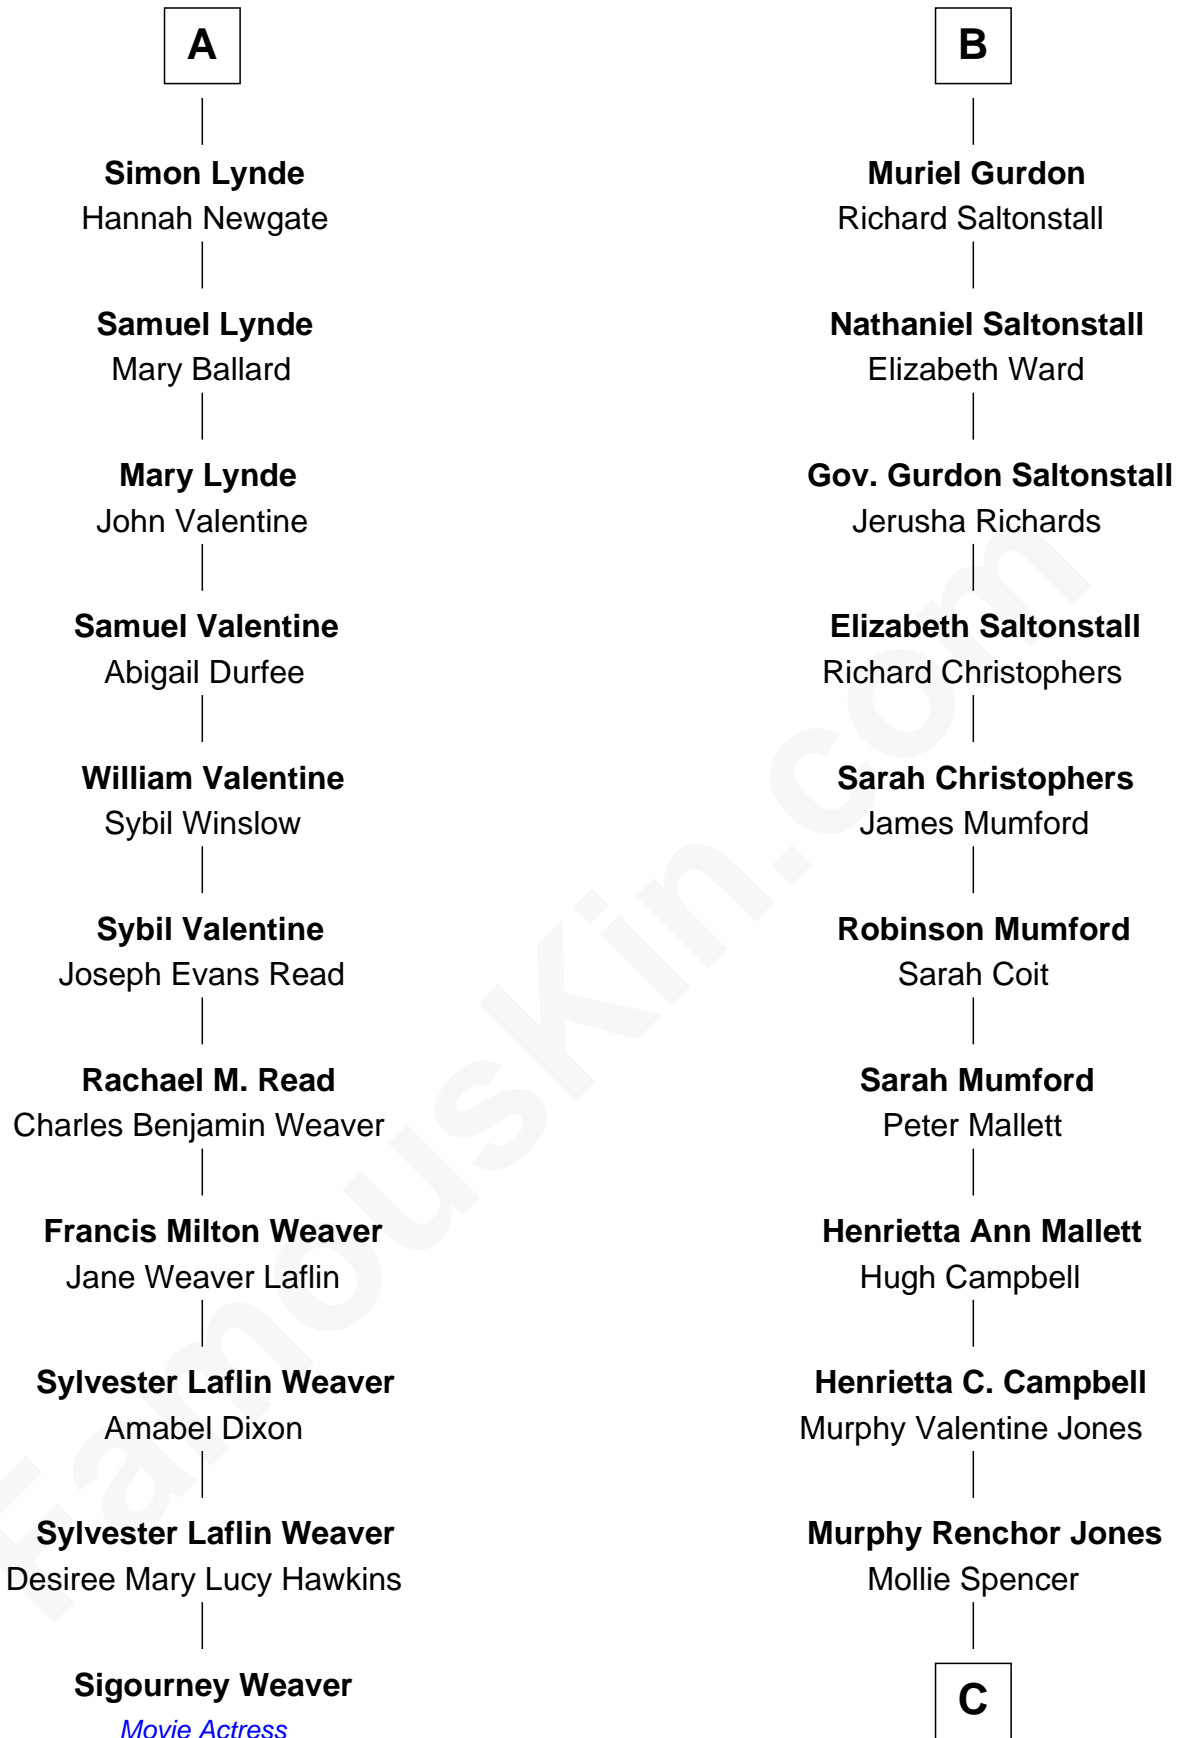 A
Simon Lynde
Hannah Newgate
Samuel Lynde
Mary Ballard
Mary Lynde
John Valentine
Samuel Valentine
Abigail Durfee
William Valentine
Sybil Winslow
Sybil Valentine
Joseph Evans Read
Rachael M. Read
Charles Benjamin Weaver
Francis Milton Weaver
Jane Weaver Laflin
Sylvester Laflin Weaver
Amabel Dixon
Sylvester Laflin Weaver
Desiree Mary Lucy Hawkins
Sigourney Weaver
Movie Actress
B
Muriel Gurdon
Richard Saltonstall
Nathaniel Saltonstall
Elizabeth Ward
Gov. Gurdon Saltonstall
Jerusha Richards
Elizabeth Saltonstall
Richard Christophers
Sarah Christophers
James Mumford
Robinson Mumford
Sarah Coit
Sarah Mumford
Peter Mallett
Henrietta Ann Mallett
Hugh Campbell
Henrietta C. Campbell
Murphy Valentine Jones
Murphy Renchor Jones
Mollie Spencer
C
FamousKin.com